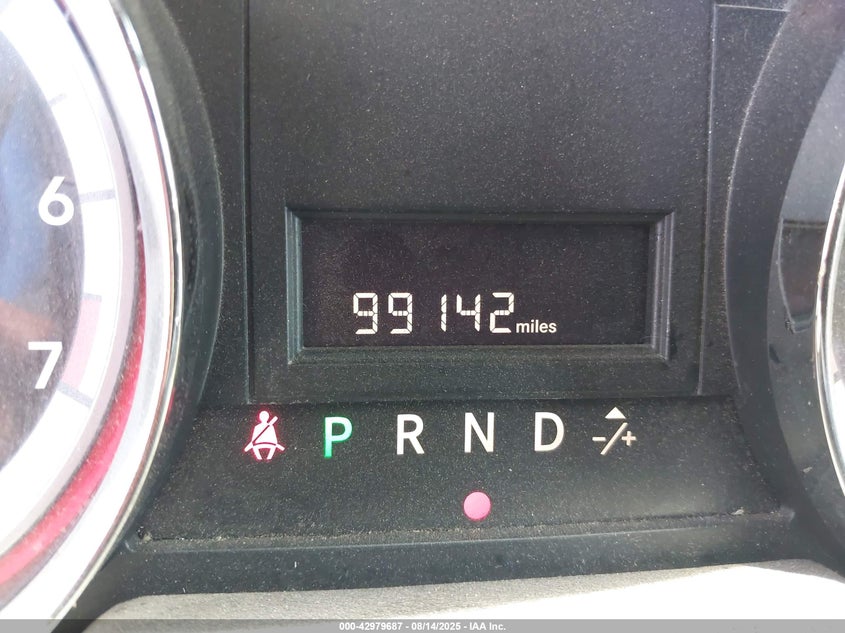 6
7
99142 miles
P R N D -/+
000-42979687 - 08/14/2025 - IAA Inc.